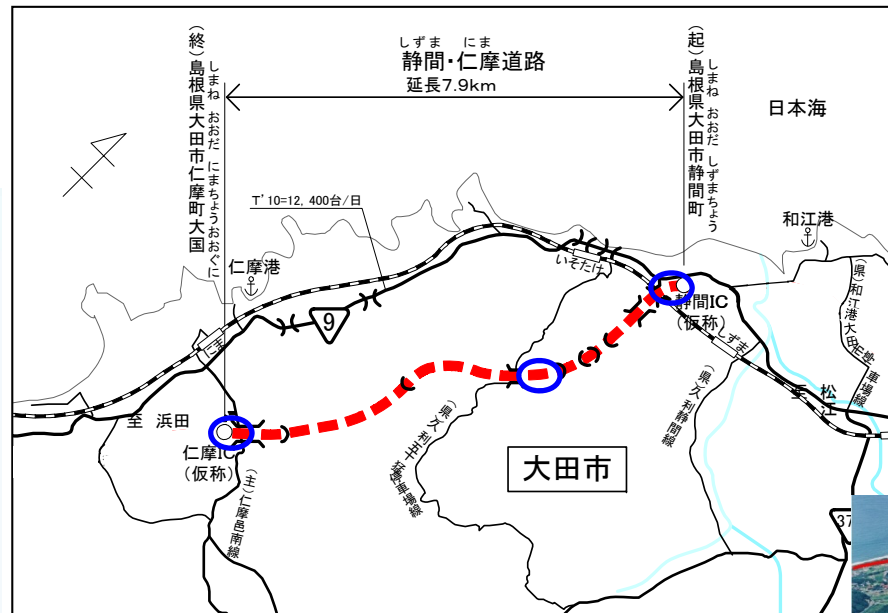 しずま にま
静間・仁摩道路
延長7.9km
(終)島根県大田市仁摩町大国
しまね おおだ にまちょうおおぐに
(起)島根県大田市静間町
しまね おおだ しずまちょう
日本海
T'10=12,400台/日
和江港
仁摩港
いそたけ
9
静間IC
(仮称)
しずま
にま
(県)和江港大田
車場線
至 松江
至 浜田
仁摩IC
(仮称)
(主)仁摩邑南線
(県)久利五十猛停車場線
(県)久利静間線
大田市
37